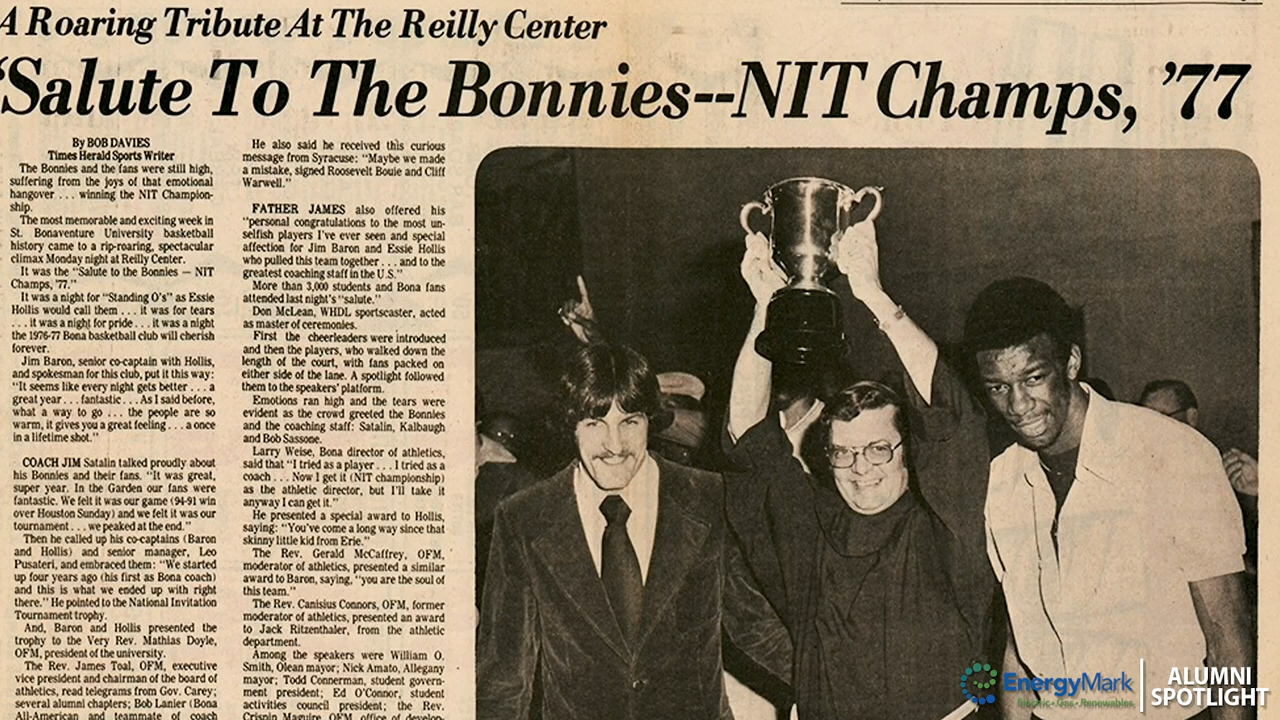 A Roaring Tribute At The Reilly Center
'Salute To The Bonnies--NIT Champs, '77
By BOB DAVIES
Times Herald Sports Writer
The Bonnies and the fans were still high,
suffering from the joys of that emotional
hangover . . . winning the NIT Champion-
ship.
The most memorable and exciting week in
St. Bonaventure University basketball
history came to a rip-roaring, spectacular
climax Monday night at Reilly Center.
It was the "Salute to the Bonnies — NIT
Champs, '77."
It was a night for "Standing O's" as Essie
Hollis would call them . . . it was for tears
. . . it was a night for pride . . . it was a night
the 1976-77 Bona basketball club will cherish
forever.
Jim Baron, senior co-captain with Hollis,
and spokesman for this club, put it this way:
"It seems like every night gets better . . . a
great year . . . fantastic . . . As I said before,
what a way to go . . . the people are so
warm, it gives you a great feeling . . . a once
in a lifetime shot."
COACH JIM Satalin talked proudly about
his Bonnies and their fans. "It was great,
super year. In the Garden our fans were
fantastic. We felt it was our game (94-91 win
over Houston Sunday) and we felt it was our
tournament . . . we peaked at the end."
Then he called up his co-captains (Baron
and Hollis) and senior manager, Leo
Pusateri, and embraced them: "We started
up four years ago (his first as Bona coach)
and this is what we ended up with right
there." He pointed to the National Invitation
Tournament trophy.
And, Baron and Hollis presented the
trophy to the Very Rev. Mathias Doyle,
OFM, president of the university.
The Rev. James Toal, OFM, executive
vice president and chairman of the board of
athletics, read telegrams from Gov. Carey;
several alumni chapters; Bob Lanier (Bona
All-American and teammate of coach
He also said he received this curious
message from Syracuse: "Maybe we made
a mistake, signed Roosevelt Bouie and Cliff
Warwell."
FATHER JAMES also offered his
"personal congratulations to the most un-
selfish players I've ever seen and special
affection for Jim Baron and Essie Hollis
who pulled this team together . . . and to the
greatest coaching staff in the U.S."
More than 3,000 students and Bona fans
attended last night's "salute."
Don McLean, WHDL sportscaster, acted
as master of ceremonies.
First the cheerleaders were introduced
and then the players, who walked down the
length of the court, with fans packed on
either side of the lane. A spotlight followed
them to the speakers' platform.
Emotions ran high and the tears were
evident as the crowd greeted the Bonnies
and the coaching staff: Satalin, Kalbaugh
and Bob Sassone.
Larry Weise, Bona director of athletics,
said that "I tried as a player . . . I tried as a
coach . . . Now I get it (NIT championship)
as the athletic director, but I'll take it
anyway I can get it."
He presented a special award to Hollis,
saying: "You've come a long way since that
skinny little kid from Erie."
The Rev. Gerald McCaffrey, OFM,
moderator of athletics, presented a similar
award to Baron, saying, "you are the soul of
this team."
The Rev. Canisius Connors, OFM, former
moderator of athletics, presented an award
to Jack Ritzenthaler, from the athletic
department.
Among the speakers were William O.
Smith, Olean mayor; Nick Amato, Allegany
mayor; Todd Connerman, student govern-
ment president; Ed O'Connor, student
activities council president; the Rev.
Crispin Maguire, OFM, office of develop-
EnergyMark
Electric • Gas • Renewables
ALUMNI
SPOTLIGHT